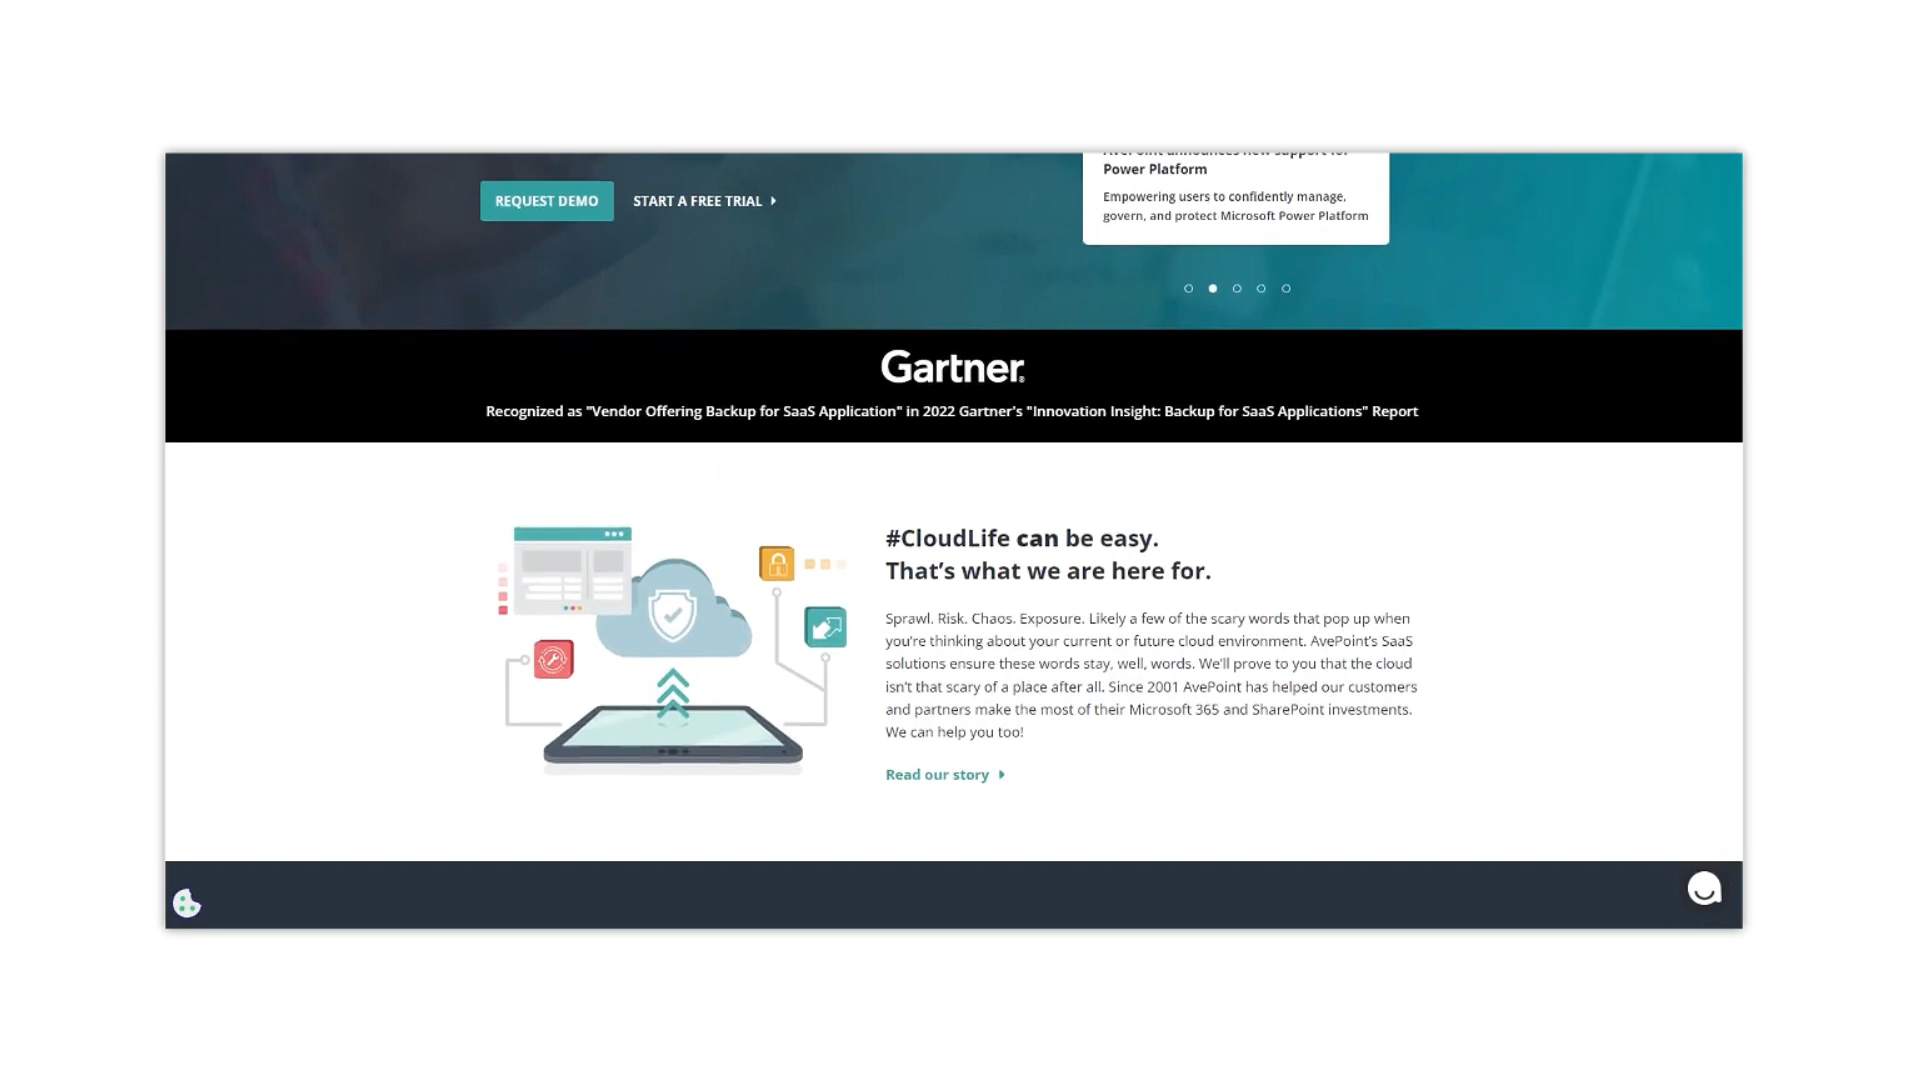 REQUEST DEMO
START A FREE TRIAL
AvePoint announces new support for
Power Platform
Empowering users to confidently manage,
govern, and protect Microsoft Power Platform
Gartner®
Recognized as "Vendor Offering Backup for SaaS Application" in 2022 Gartner's "Innovation Insight: Backup for SaaS Applications" Report
#CloudLife can be easy.
That’s what we are here for.
Sprawl. Risk. Chaos. Exposure. Likely a few of the scary words that pop up when
you’re thinking about your current or future cloud environment. AvePoint’s SaaS
solutions ensure these words stay, well, words. We’ll prove to you that the cloud
isn’t that scary of a place after all. Since 2001 AvePoint has helped our customers
and partners make the most of their Microsoft 365 and SharePoint investments.
We can help you too!
Read our story